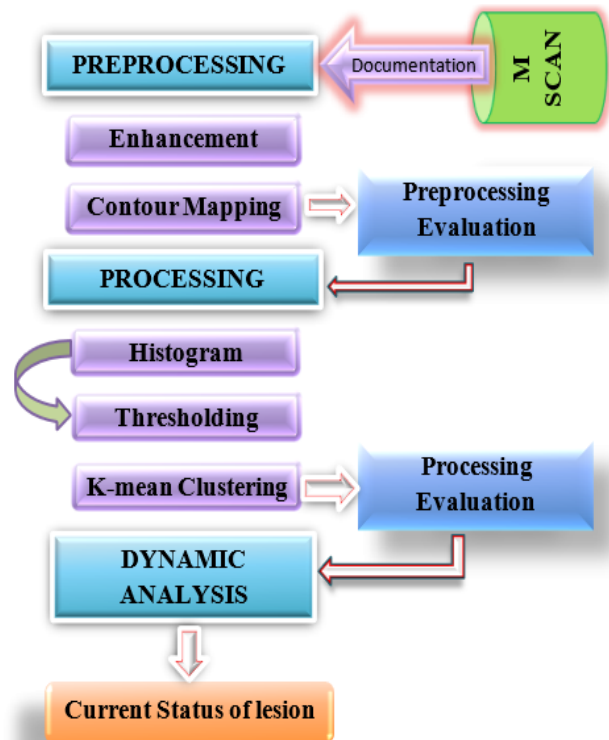 PREPROCESSING
Documentation
M
SCAN
Enhancement
Contour Mapping
Preprocessing
Evaluation
PROCESSING
Histogram
Thresholding
K-mean Clustering
Processing
Evaluation
DYNAMIC
ANALYSIS
Current Status of lesion